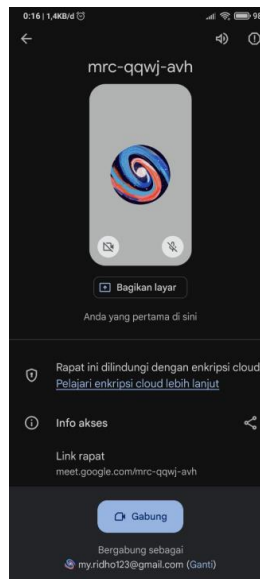 0:16 | 1,4KB/d
98
mrc-qqwj-avh
Bagikan layar
Anda yang pertama di sini
Rapat ini dilindungi dengan enkripsi cloud
Pelajari enkripsi cloud lebih lanjut
Info akses
Link rapat
meet.google.com/mrc-qqwj-avh
Gabung
Bergabung sebagai
my.ridho123@gmail.com (Ganti)